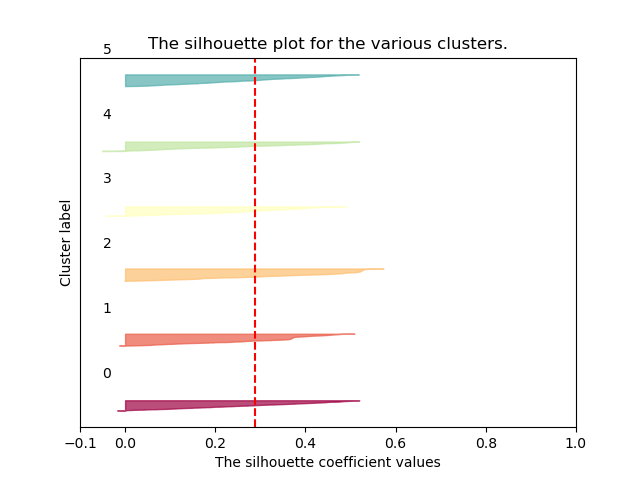 The silhouette plot for the various clusters.
5
4
3
2
1
0
Cluster label
−0.1 0.0 0.2 0.4 0.6 0.8 1.0
The silhouette coefficient values